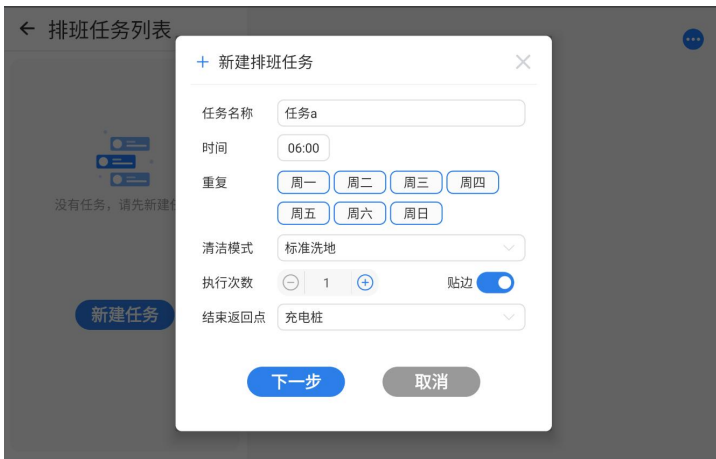 排班任务列表
新建排班任务
任务名称 任务a
时间 06:00
重复 周一 周二 周三 周四
周五 周六 周日
没有任务，请先新建
清洁模式 标准洗地
执行次数 1 贴边
新建任务
结束返回点 充电桩
下一步 取消